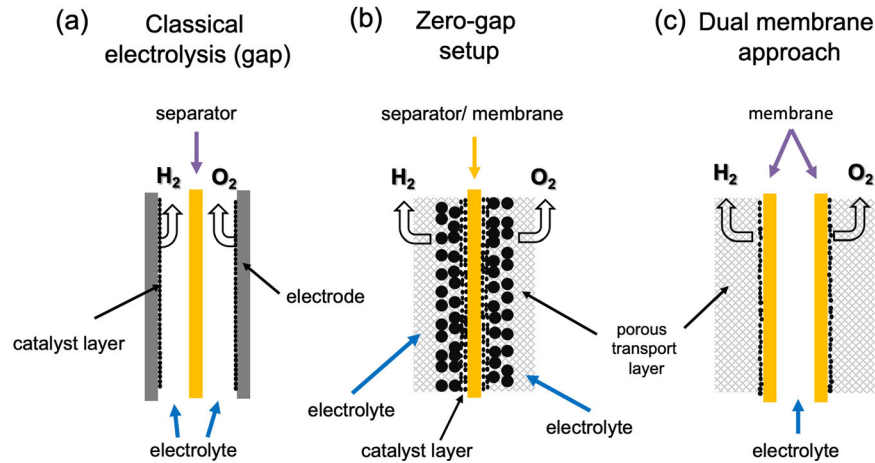 (a) Classical
electrolysis (gap)
separator
H2 O2
electrode
catalyst layer
electrolyte
(b) Zero-gap
setup
separator/ membrane
H2 O2
electrolyte
electrolyte
catalyst layer
(c) Dual membrane
approach
membrane
H2 O2
porous
transport
layer
electrolyte